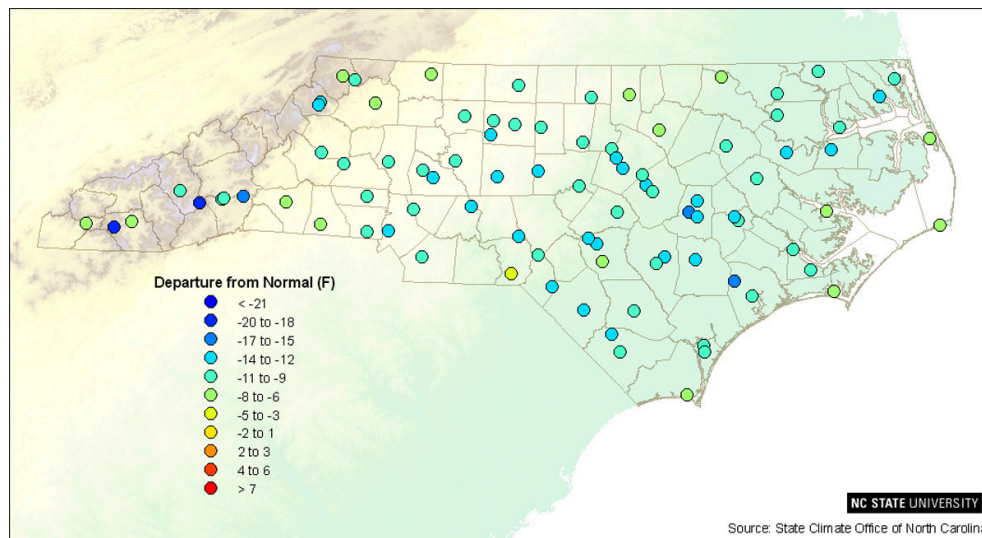 Departure from Normal (F)
< -21
-20 to -18
-17 to -15
-14 to -12
-11 to -9
-8 to -6
-5 to -3
-2 to 1
2 to 3
4 to 6
> 7
NC STATE UNIVERSITY
Source: State Climate Office of North Carolina